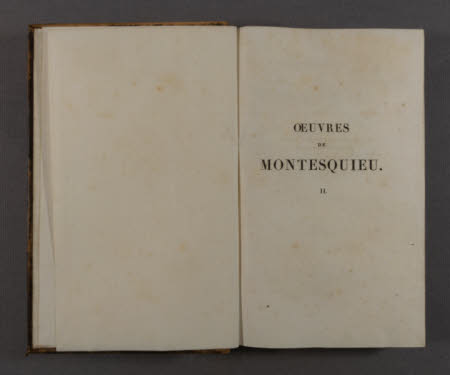 ŒUVRES
DE
MONTESQUIEU.
II.